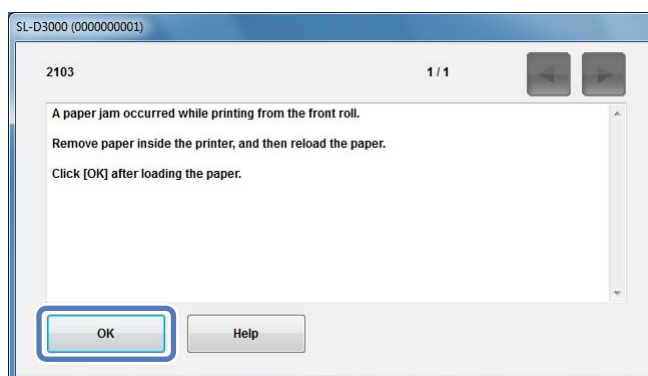 SL-D3000 (0000000001)
2103 1/1
A paper jam occurred while printing from the front roll.
Remove paper inside the printer, and then reload the paper.
Click [OK] after loading the paper.
OK Help